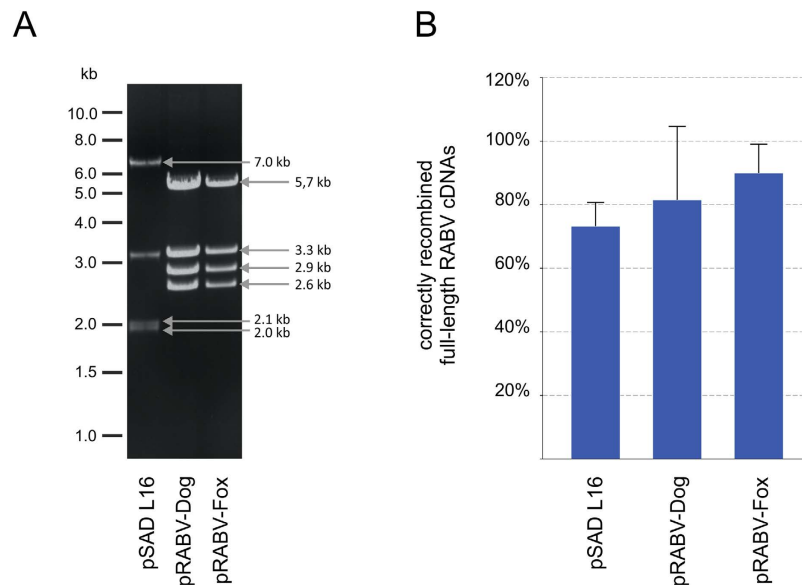 A
kb
10.0
8.0
6.0
5.0
4.0
3.0
2.0
1.5
1.0
7.0 kb
5,7 kb
3.3 kb
2.9 kb
2.6 kb
2.1 kb
2.0 kb
pSAD L16
pRABV-Dog
pRABV-Fox
B
correctly recombined
full-length RABV cDNAs
120%
100%
80%
60%
40%
20%
pSAD L16
pRABV-Dog
pRABV-Fox